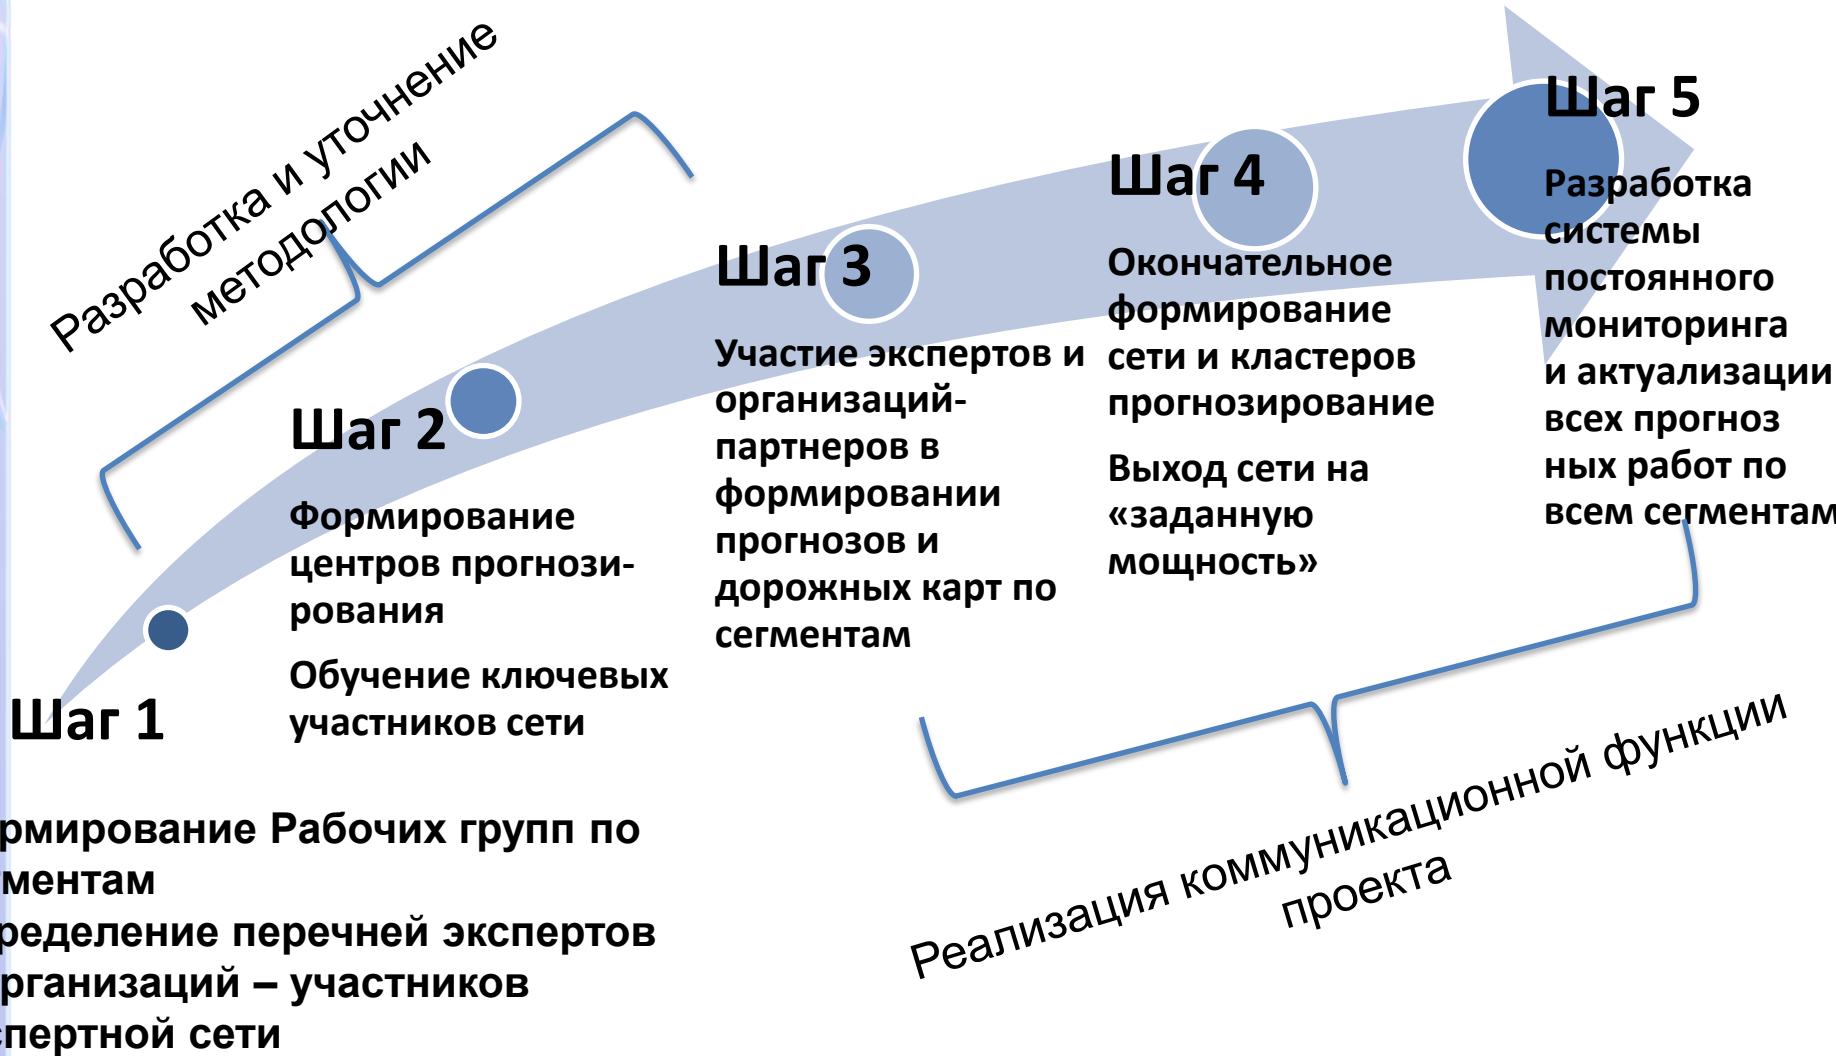 Разработка и уточнение
методологии
Шаг 1
рмирование Рабочих групп по
ментам
ределение перечней экспертов
рганизаций – участников
спертной сети
Шаг 2
Формирование
центров прогнози-
рования
Обучение ключевых
участников сети
Шаг 3
Участие экспертов и
организаций-
партнеров в
формировании
прогнозов и
дорожных карт по
сегментам
Шаг 4
Окончательное
формирование
сети и кластеров
прогнозирование
Выход сети на
«заданную
мощность»
Шаг 5
Разработка
системы
постоянного
мониторинга
и актуализации
всех прогноз
ных работ по
всем сегментам
Реализация коммуникационной функции
проекта